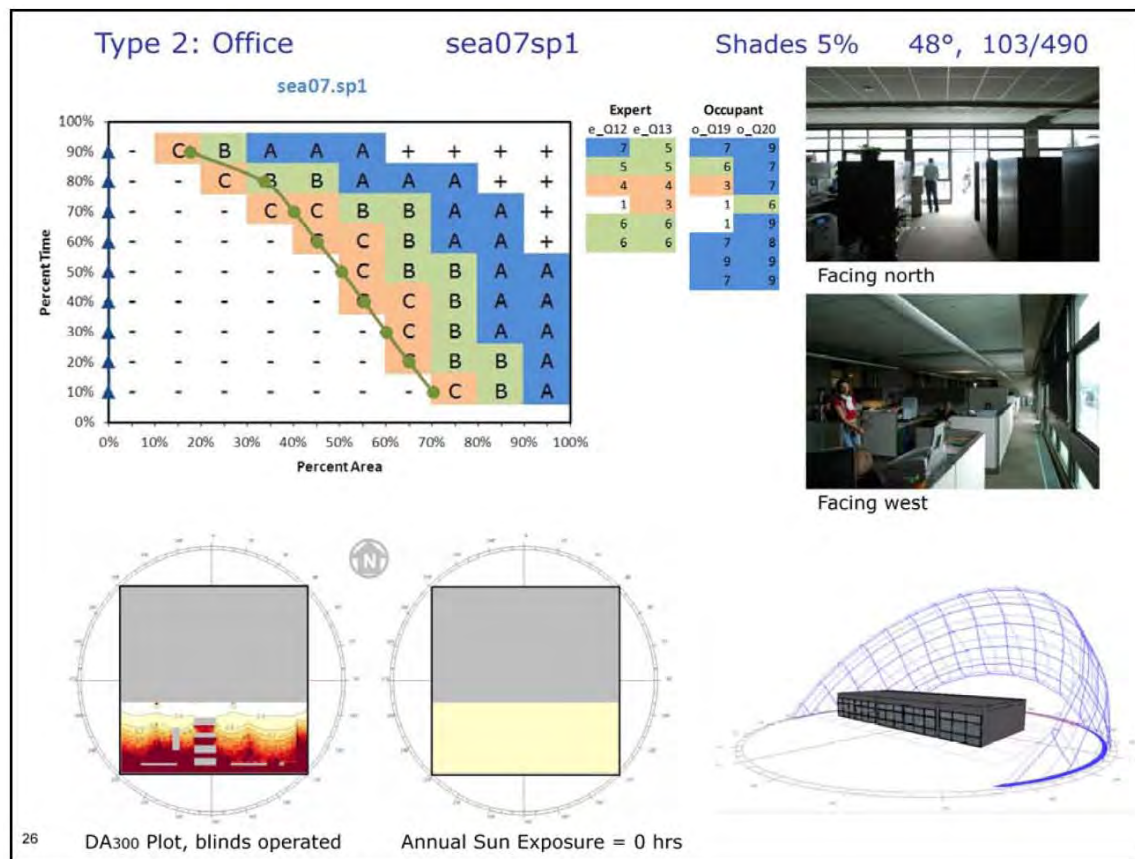 Type 2: Office sea07sp1 Shades 5% 48°, 103/490
sea07.sp1
100%
90% - C B A A A + + + +
80% - - C B B A A A + +
70% - - - C C B B A A +
60% - - - - C C B A A +
50% - - - - - C B B A A
40% - - - - - C C B A A
30% - - - - - - C B A A
20% - - - - - - C B B A
10% - - - - - - - C B A
0%
0% 10% 20% 30% 40% 50% 60% 70% 80% 90% 100%
Percent Time
Percent Area
Expert Occupant
e_Q12 e_Q13 o_Q19 o_Q20
7 5 7 9
5 5 6 7
4 4 3 7
1 3 1 6
6 6 1 9
6 6 7 8
9 9
7 9
Facing north
Facing west
N
26 DA300 Plot, blinds operated Annual Sun Exposure = 0 hrs